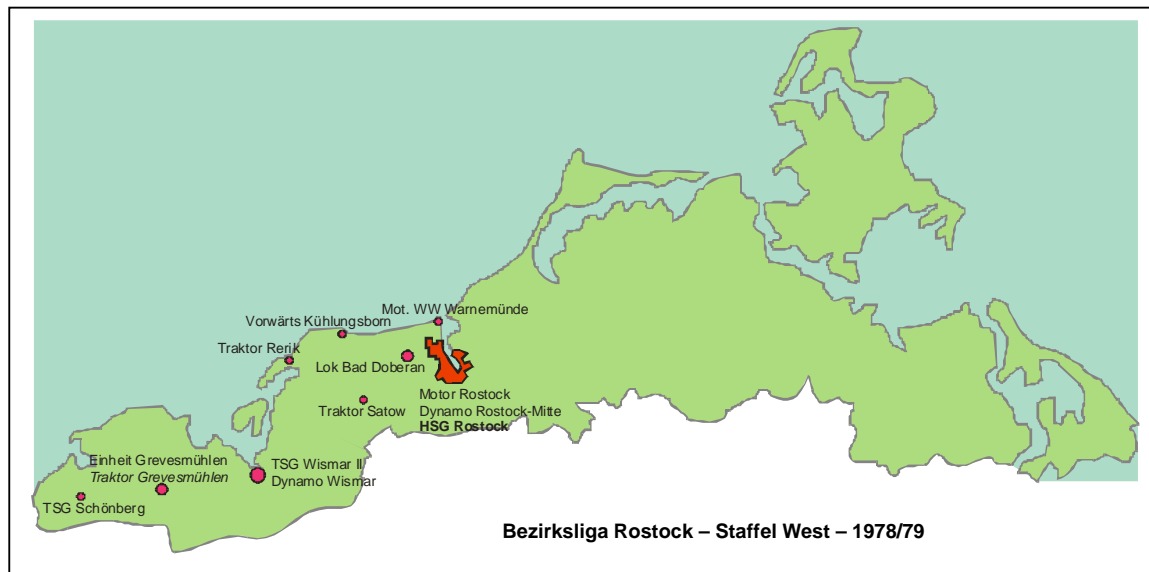 Mot. WW Warnemünde
Vorwärts Kühlungsborn
Traktor Rerik
Lok Bad Doberan
Motor Rostock
Traktor Satow
Dynamo Rostock-Mitte
HSG Rostock
Einheit Grevesmühlen
Traktor Grevesmühlen
TSG Wismar II
Dynamo Wismar
TSG Schönberg
Bezirksliga Rostock – Staffel West – 1978/79